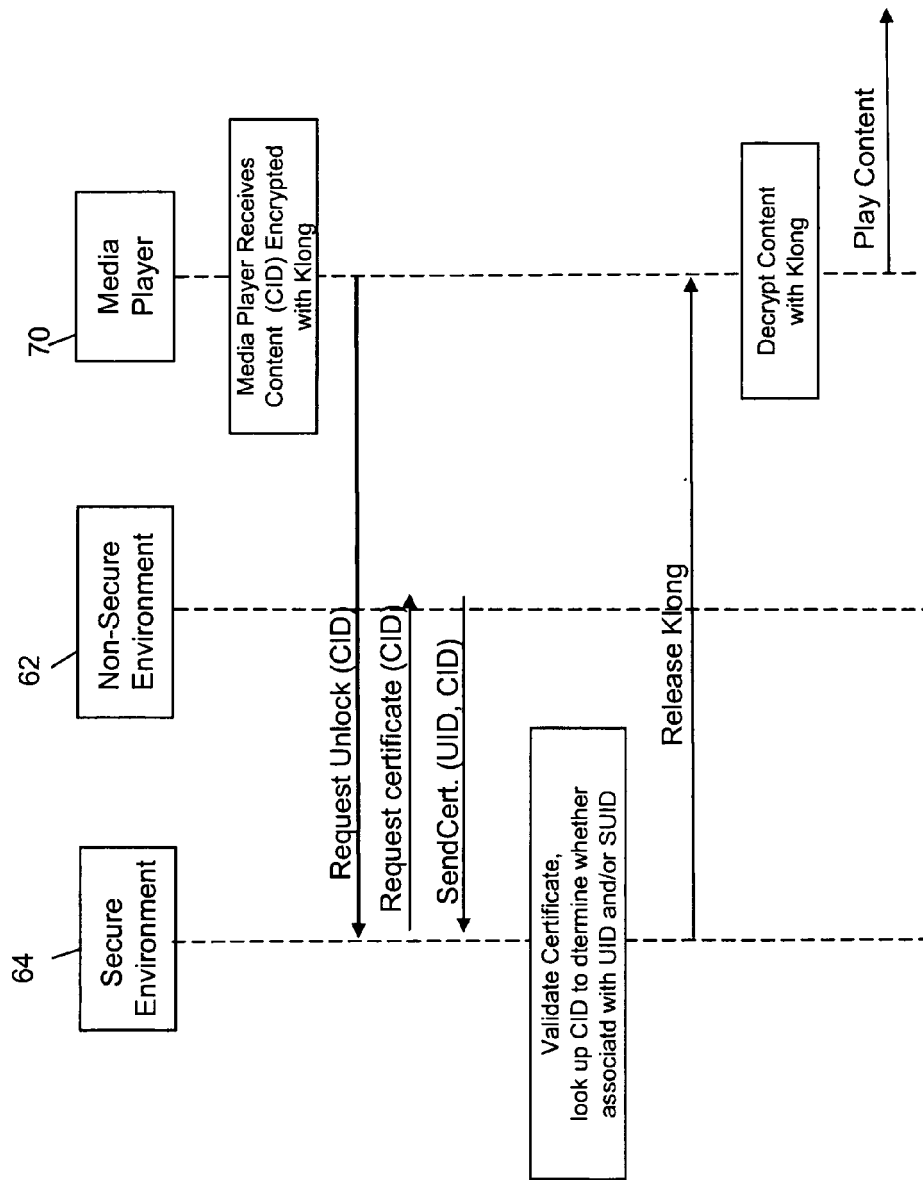 64
Secure
Environment
62
Non-Secure
Environment
70
Media
Player
Media Player Receives
Content (CID) Encrypted
with Klong
Request Unlock (CID)
Request certificate (CID)
SendCert. (UID, CID)
Validate Certificate,
look up CID to dtermine whether
associatd with UID and/or SUID
Release Klong
Decrypt Content
with Klong
Play Content